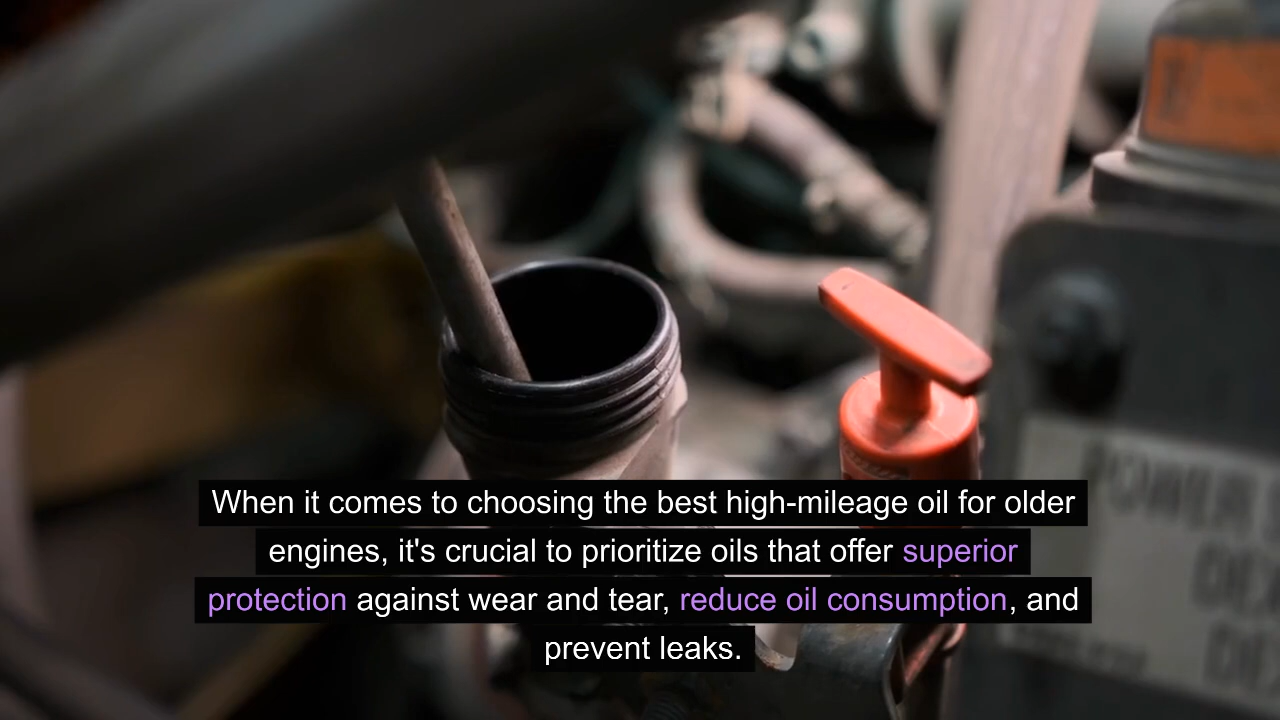 When it comes to choosing the best high-mileage oil for older
engines, it's crucial to prioritize oils that offer superior
protection against wear and tear, reduce oil consumption, and
prevent leaks.
POWER